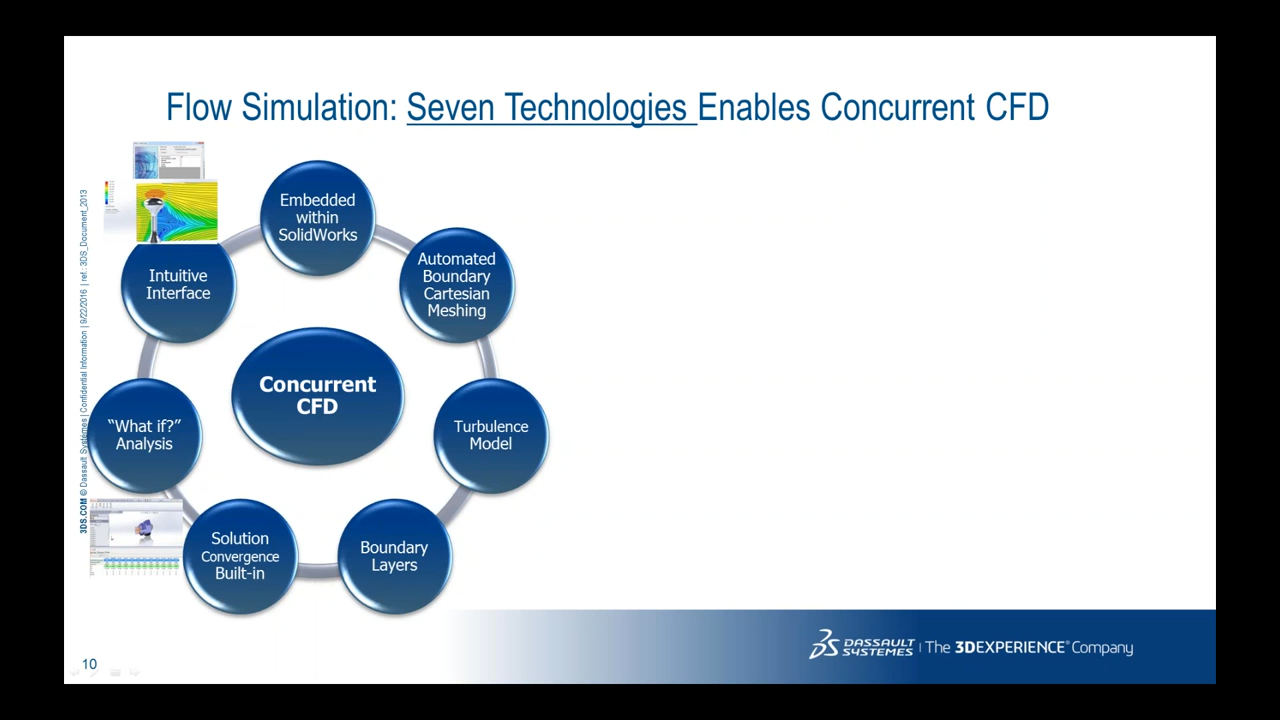 Flow Simulation: Seven Technologies Enables Concurrent CFD
Embedded
within
SolidWorks
Automated
Boundary
Cartesian
Meshing
Turbulence
Model
Boundary
Layers
Solution
Convergence
Built-in
“What if?”
Analysis
Intuitive
Interface
Concurrent
CFD
3DS.COM © Dassault Systèmes | Confidential Information | 9/22/2016 | ref.: 3DS_Document_2013
10
DASSAULT
SYSTEMES
The 3DEXPERIENCE® Company